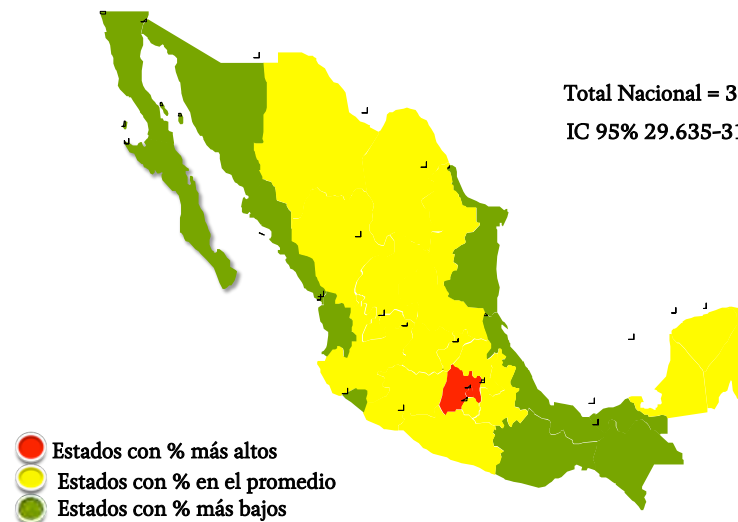 Total Nacional = 3
IC 95% 29.635-31
Estados con % más altos
Estados con % en el promedio
Estados con % más bajos